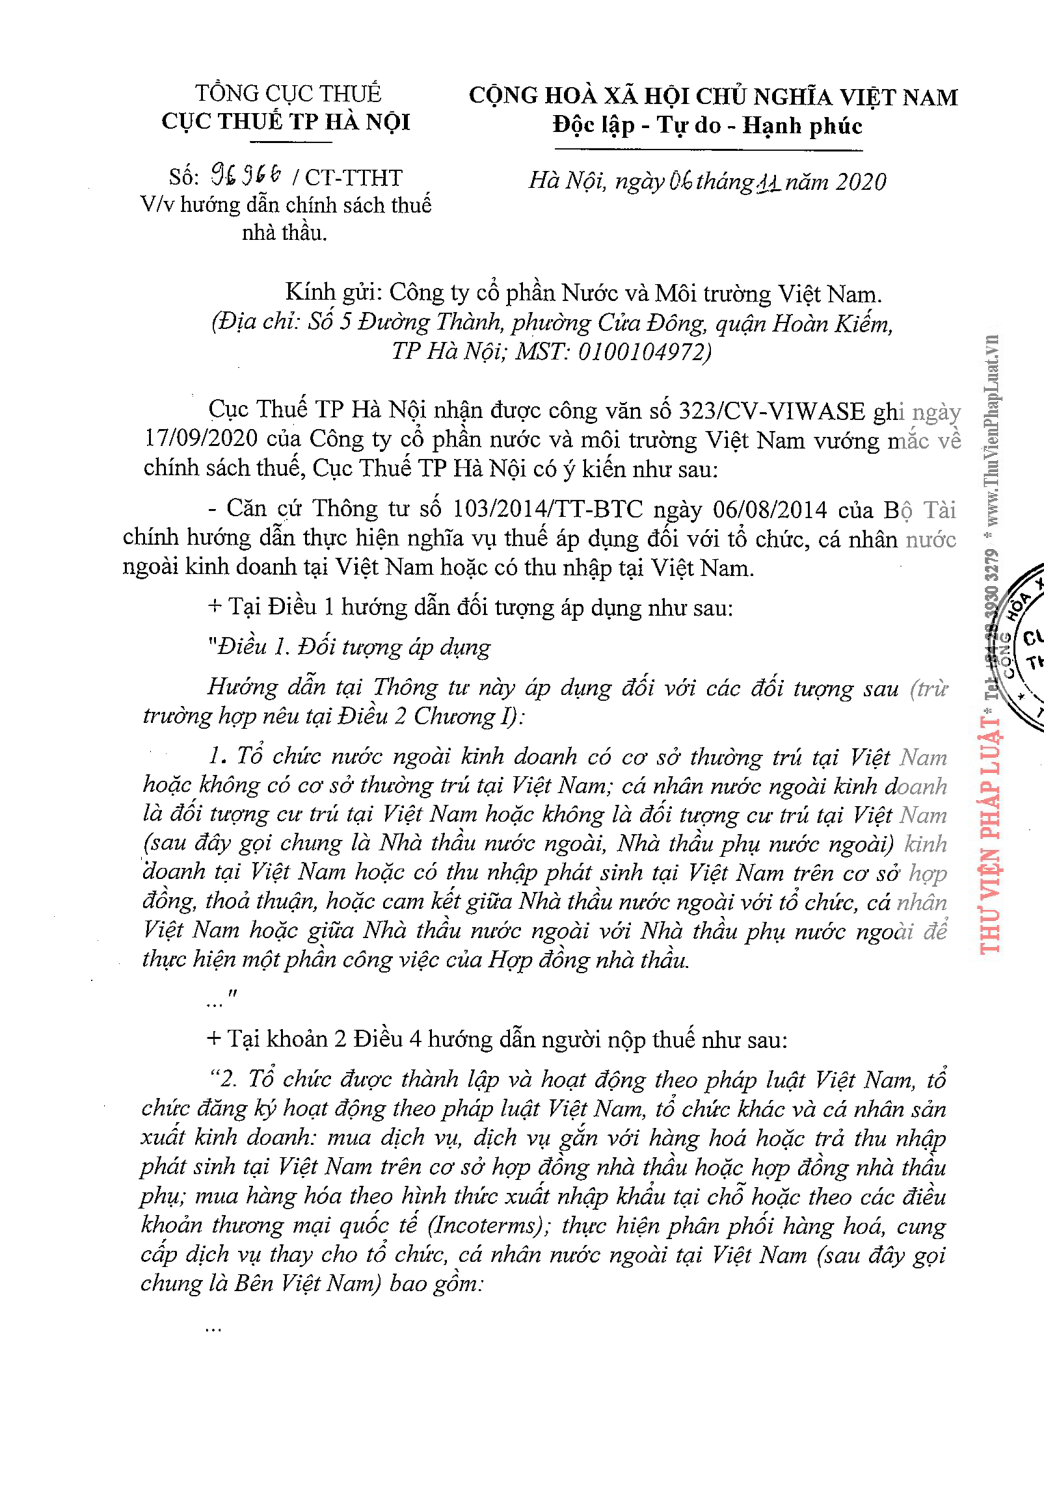 TỔNG CỤC THUẾ
CỤC THUẾ TP HÀ NỘI
CỘNG HOÀ XÃ HỘI CHỦ NGHĨA VIỆT NAM
Độc lập - Tự do - Hạnh phúc
Số: 96966 / CT-TTHT
V/v hướng dẫn chính sách thuế
nhà thầu.
Hà Nội, ngày 06 tháng 11 năm 2020
Kính gửi: Công ty cổ phần Nước và Môi trường Việt Nam.
(Địa chỉ: Số 5 Đường Thành, phường Cửa Đông, quận Hoàn Kiếm,
TP Hà Nội; MST: 0100104972)
Cục Thuế TP Hà Nội nhận được công văn số 323/CV-VIWASE ghi ngày
17/09/2020 của Công ty cổ phần nước và môi trường Việt Nam vướng mắc về
chính sách thuế, Cục Thuế TP Hà Nội có ý kiến như sau:
- Căn cứ Thông tư số 103/2014/TT-BTC ngày 06/08/2014 của Bộ Tài
chính hướng dẫn thực hiện nghĩa vụ thuế áp dụng đối với tổ chức, cá nhân nước
ngoài kinh doanh tại Việt Nam hoặc có thu nhập tại Việt Nam.
+ Tại Điều 1 hướng dẫn đối tượng áp dụng như sau:
"Điều 1. Đối tượng áp dụng
Hướng dẫn tại Thông tư này áp dụng đối với các đối tượng sau (trừ
trường hợp nêu tại Điều 2 Chương I):
1. Tổ chức nước ngoài kinh doanh có cơ sở thường trú tại Việt Nam
hoặc không có cơ sở thường trú tại Việt Nam; cá nhân nước ngoài kinh doanh
là đối tượng cư trú tại Việt Nam hoặc không là đối tượng cư trú tại Việt Nam
(sau đây gọi chung là Nhà thầu nước ngoài, Nhà thầu phụ nước ngoài) kinh
doanh tại Việt Nam hoặc có thu nhập phát sinh tại Việt Nam trên cơ sở hợp
đồng, thoả thuận, hoặc cam kết giữa Nhà thầu nước ngoài với tổ chức, cá nhân
Việt Nam hoặc giữa Nhà thầu nước ngoài với Nhà thầu phụ nước ngoài để
thực hiện một phần công việc của Hợp đồng nhà thầu.
..."
+ Tại khoản 2 Điều 4 hướng dẫn người nộp thuế như sau:
“2. Tổ chức được thành lập và hoạt động theo pháp luật Việt Nam, tổ
chức đăng ký hoạt động theo pháp luật Việt Nam, tổ chức khác và cá nhân sản
xuất kinh doanh: mua dịch vụ, dịch vụ gắn với hàng hoá hoặc trả thu nhập
phát sinh tại Việt Nam trên cơ sở hợp đồng nhà thầu hoặc hợp đồng nhà thầu
phụ; mua hàng hóa theo hình thức xuất nhập khẩu tại chỗ hoặc theo các điều
khoản thương mại quốc tế (Incoterms); thực hiện phân phối hàng hoá, cung
cấp dịch vụ thay cho tổ chức, cá nhân nước ngoài tại Việt Nam (sau đây gọi
chung là Bên Việt Nam) bao gồm:
...
THƯ VIỆN PHÁP LUẬT * Tel: +84-28-3930 3279 * www.ThuVienPhapLuat.vn
CỘNG HÒA X